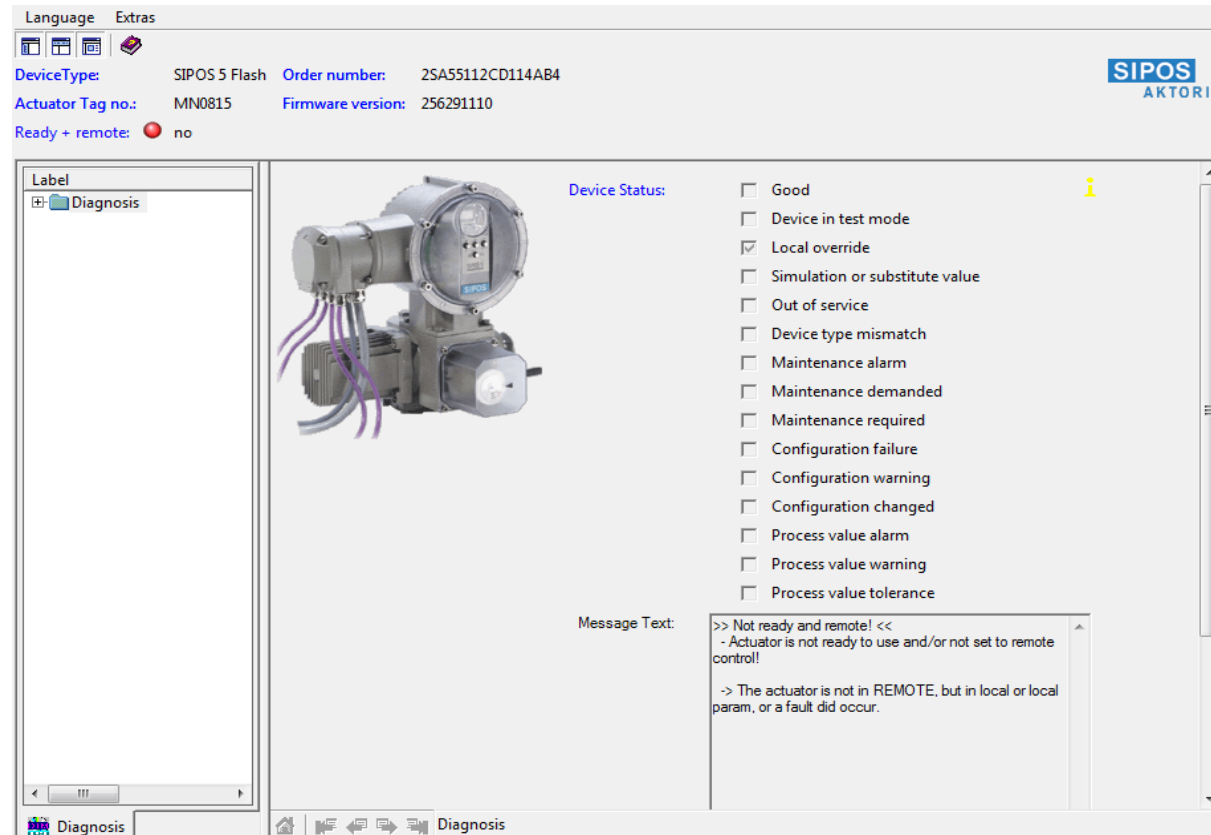 Language Extras
DeviceType: SIPOS 5 Flash Order number: 2SA55112CD114AB4
SIPOS
AKTORI
Actuator Tag no.: MN0815 Firmware version: 256291110
Ready + remote: no
Label
Diagnosis
Device Status:
Good
Device in test mode
Local override
Simulation or substitute value
Out of service
Device type mismatch
Maintenance alarm
Maintenance demanded
Maintenance required
Configuration failure
Configuration warning
Configuration changed
Process value alarm
Process value warning
Process value tolerance
SIPOS
Message Text:
>> Not ready and remote! <<
- Actuator is not ready to use and/or not set to remote
control!
-> The actuator is not in REMOTE, but in local or local
param, or a fault did occur.
Diagnosis
Diagnosis